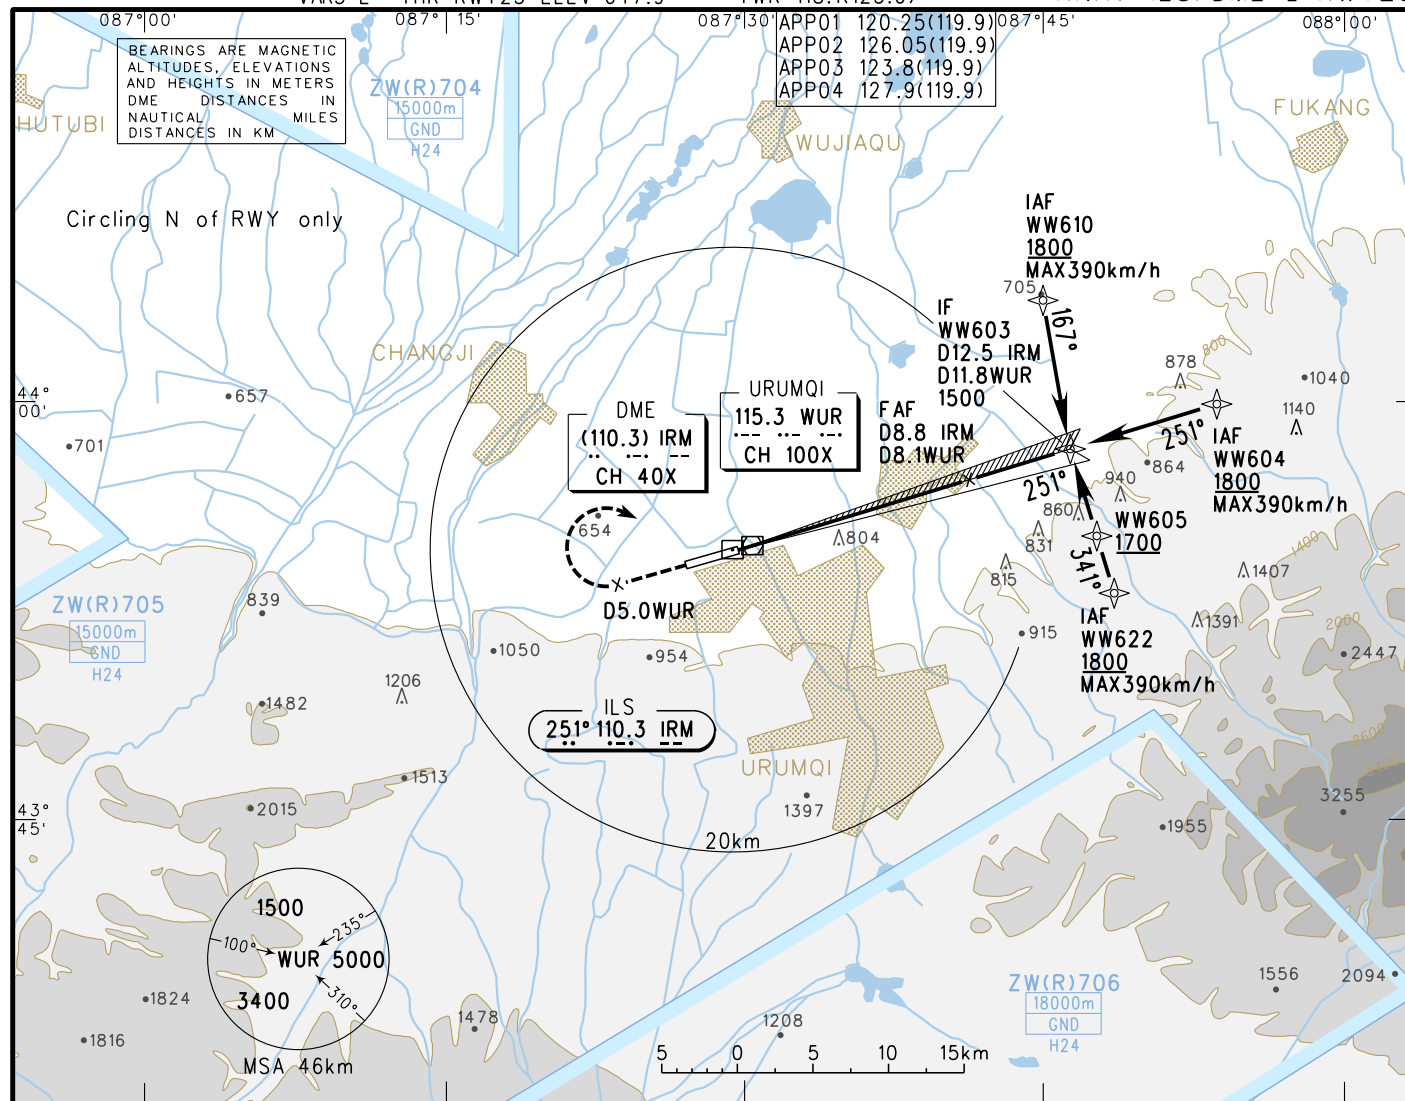 087°00'
087°15'
087°30'
087°45'
088°00'
BEARINGS ARE MAGNETIC
ALTITUDES, ELEVATIONS
AND HEIGHTS IN METERS
DME DISTANCES IN
NAUTICAL MILES
DISTANCES IN KM
APP01 120.25(119.9)
APP02 126.05(119.9)
APP03 123.8(119.9)
APP04 127.9(119.9)
ZW(R)704
15000m
GND
H24
HUTUBI
WUJIAQU
FUKANG
Circling N of RWY only
IAF
WW610
1800
MAX390km/h
705
167°
IF
WW603
D12.5 IRM
D11.8WUR
1500
CHANGJI
800
878
1040
44°
00'
657
701
URUMQI
115.3 WUR
CH 100X
DME
(110.3) IRM
CH 40X
FAF
D8.8 IRM
D8.1WUR
1140
251°
IAF
WW604
1800
MAX390km/h
864
940
251°
860
WW605
1700
654
804
831
815
341°
1400
1407
D5.0WUR
ZW(R)705
15000m
GND
H24
839
IAF
WW622
1800
MAX390km/h
1391
2000
915
2447
1050
954
1206
1482
ILS
251° 110.3 IRM
2600
URUMQI
1513
2015
1397
3255
43°
45'
1955
20km
1500
235°
100°
WUR 5000
3400
310°
MSA 46km
1824
1816
1478
1208
ZW(R)706
18000m
GND
H24
1556
2094
5 0 5 10 15km